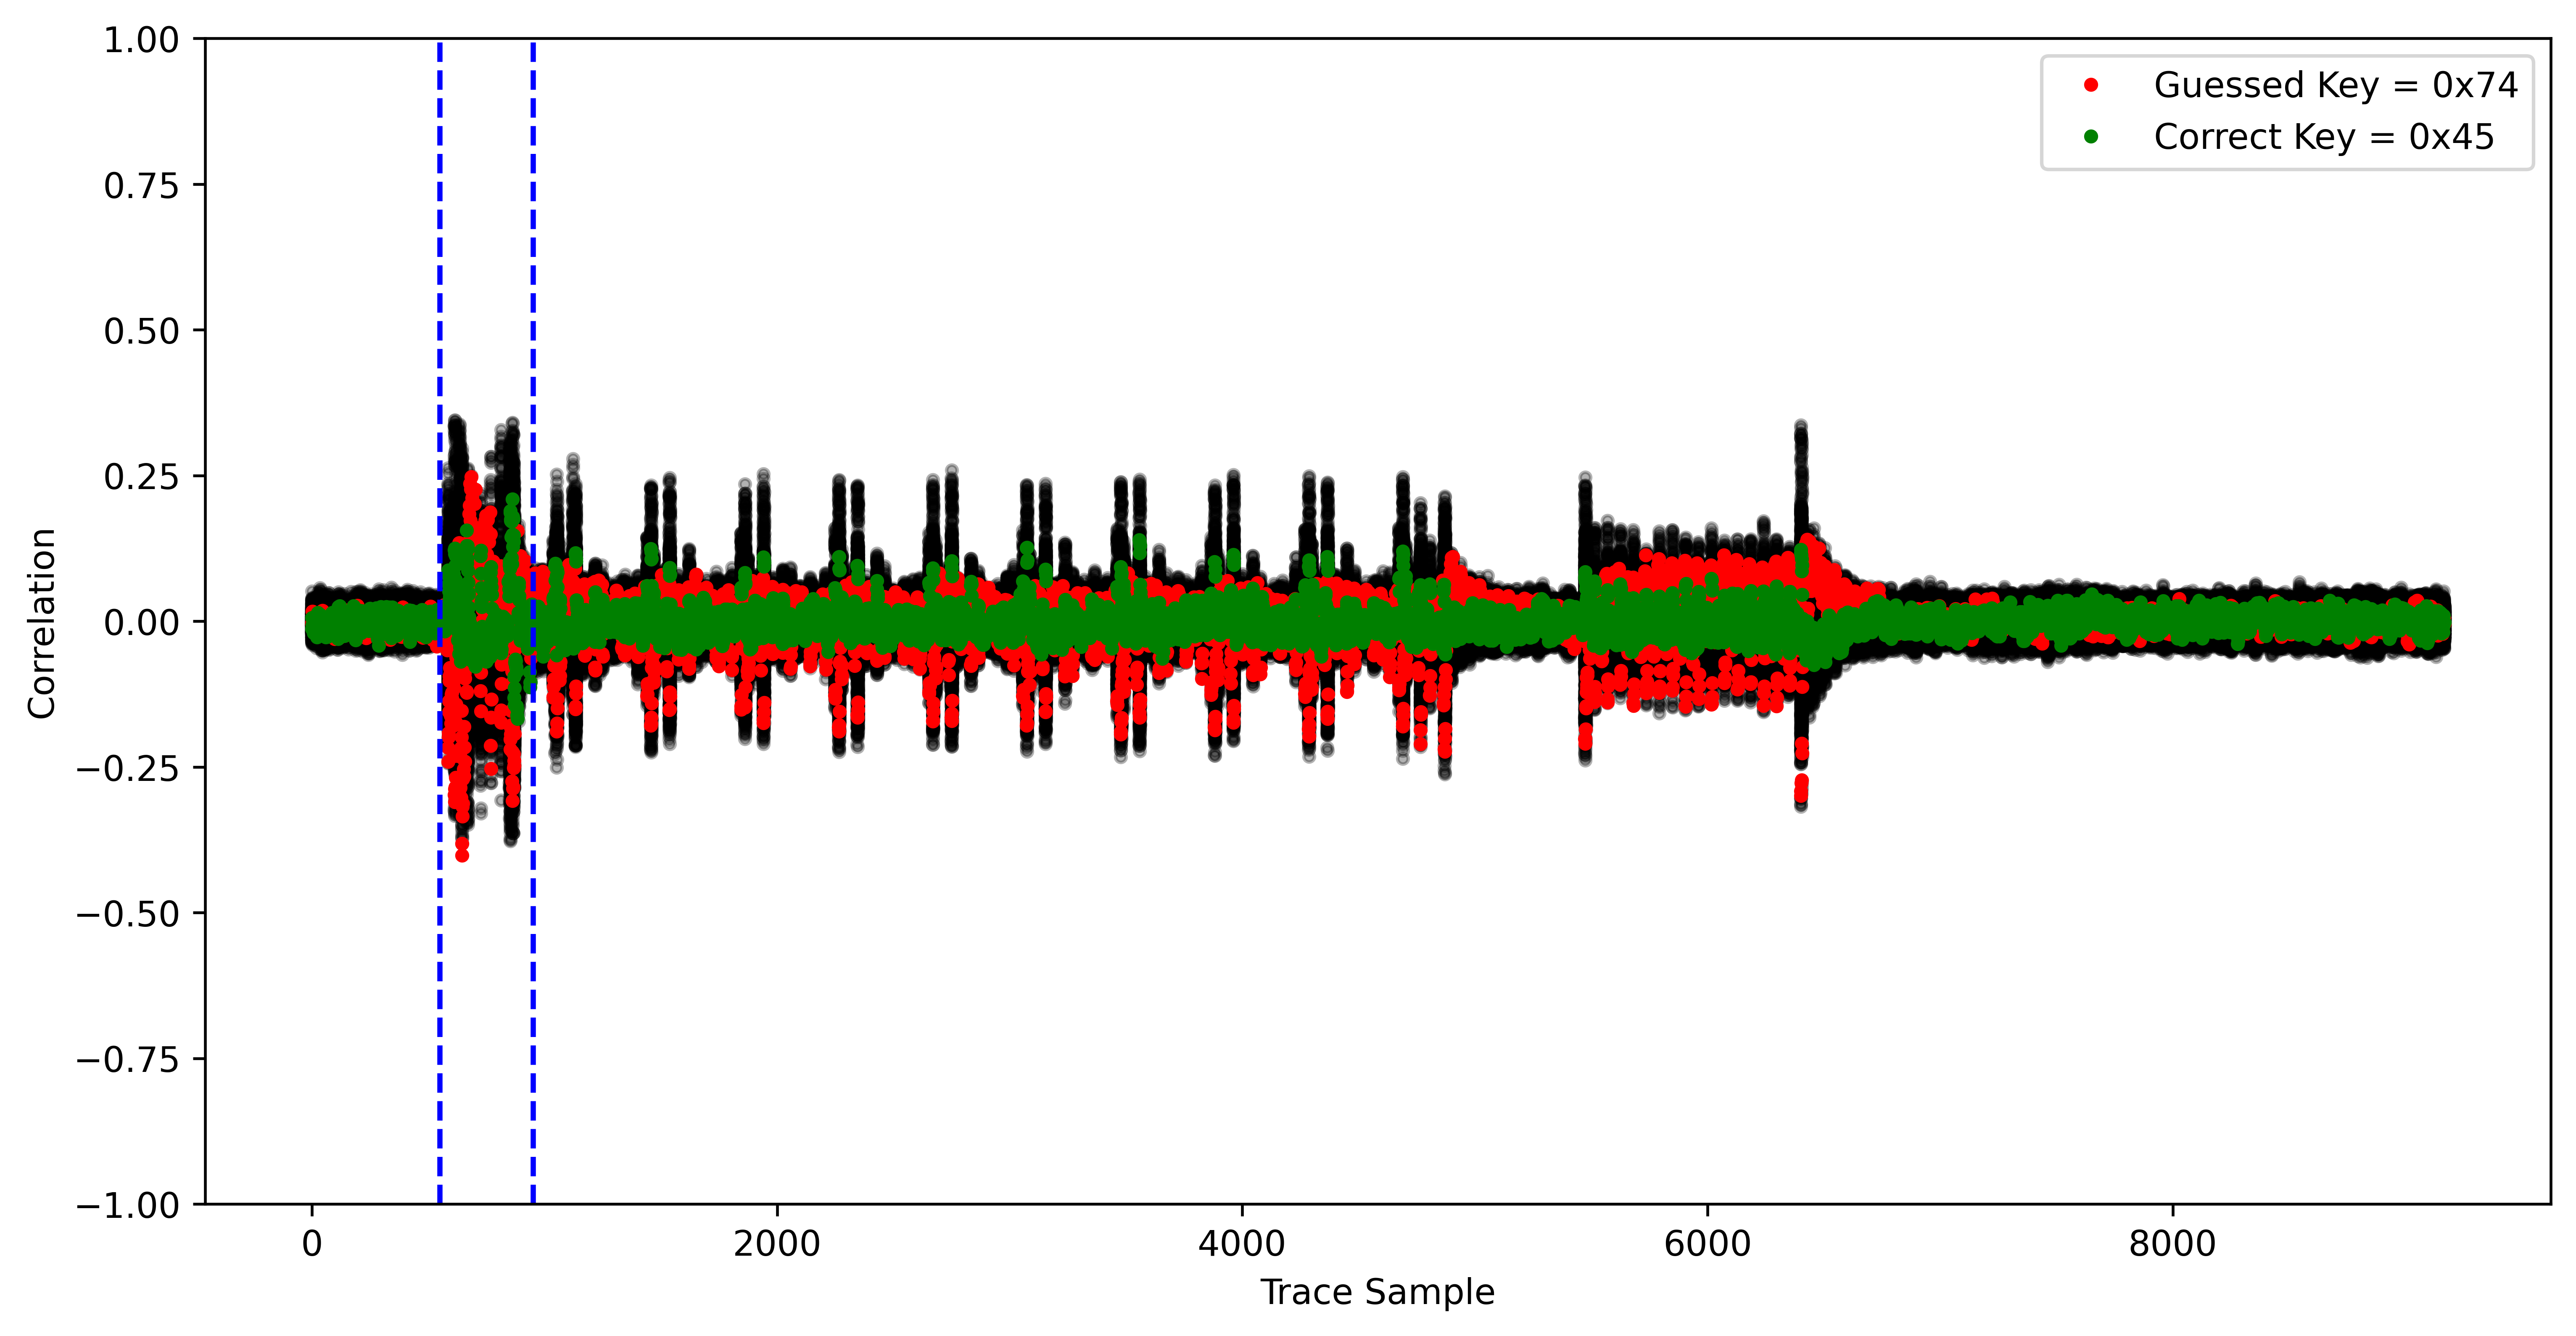 Guessed Key = 0x74
Correct Key = 0x45
1.00
0.75
0.50
0.25
0.00
−0.25
−0.50
−0.75
−1.00
Correlation
0 2000 4000 6000 8000
Trace Sample